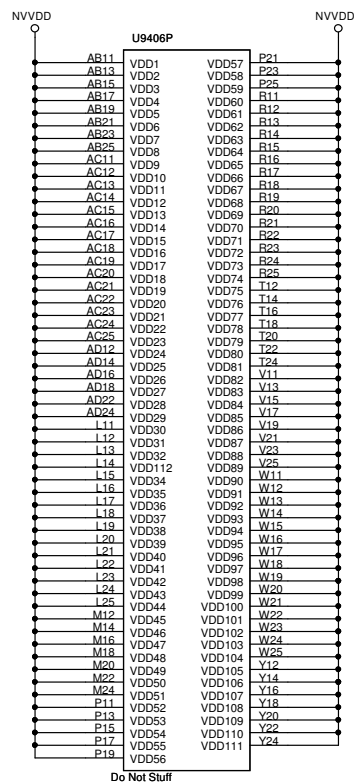 NVVDD NVVDD
U9406P
AB11 VDD1 VDD57 P21
AB13 VDD2 VDD58 P23
AB15 VDD3 VDD59 P25
AB17 VDD4 VDD60 R11
AB19 VDD5 VDD61 R12
AB21 VDD6 VDD62 R13
AB23 VDD7 VDD63 R14
AB25 VDD8 VDD64 R15
AC11 VDD9 VDD65 R16
AC12 VDD10 VDD66 R17
AC13 VDD11 VDD67 R18
AC14 VDD12 VDD68 R19
AC15 VDD13 VDD69 R20
AC16 VDD14 VDD70 R21
AC17 VDD15 VDD71 R22
AC18 VDD16 VDD72 R23
AC19 VDD17 VDD73 R24
AC20 VDD18 VDD74 R25
AC21 VDD19 VDD75 T12
AC22 VDD20 VDD76 T14
AC23 VDD21 VDD77 T16
AC24 VDD22 VDD78 T18
AC25 VDD23 VDD79 T20
AD12 VDD24 VDD80 T22
AD14 VDD25 VDD81 T24
AD16 VDD26 VDD82 V11
AD18 VDD27 VDD83 V13
AD22 VDD28 VDD84 V15
AD24 VDD29 VDD85 V17
L11 VDD30 VDD86 V19
L12 VDD31 VDD87 V21
L13 VDD32 VDD88 V23
L14 VDD112 VDD89 V25
L15 VDD34 VDD90 W11
L16 VDD35 VDD91 W12
L17 VDD36 VDD92 W13
L18 VDD37 VDD93 W14
L19 VDD38 VDD94 W15
L20 VDD39 VDD95 W16
L21 VDD40 VDD96 W17
L22 VDD41 VDD97 W18
L23 VDD42 VDD98 W19
L24 VDD43 VDD99 W20
L25 VDD44 VDD100 W21
M12 VDD45 VDD101 W22
M14 VDD46 VDD102 W23
M16 VDD47 VDD103 W24
M18 VDD48 VDD104 W25
M20 VDD49 VDD105 Y12
M22 VDD50 VDD106 Y14
M24 VDD51 VDD107 Y16
P11 VDD52 VDD108 Y18
P13 VDD53 VDD109 Y20
P15 VDD54 VDD110 Y22
P17 VDD55 VDD111 Y24
P19 VDD56
Do Not Stuff